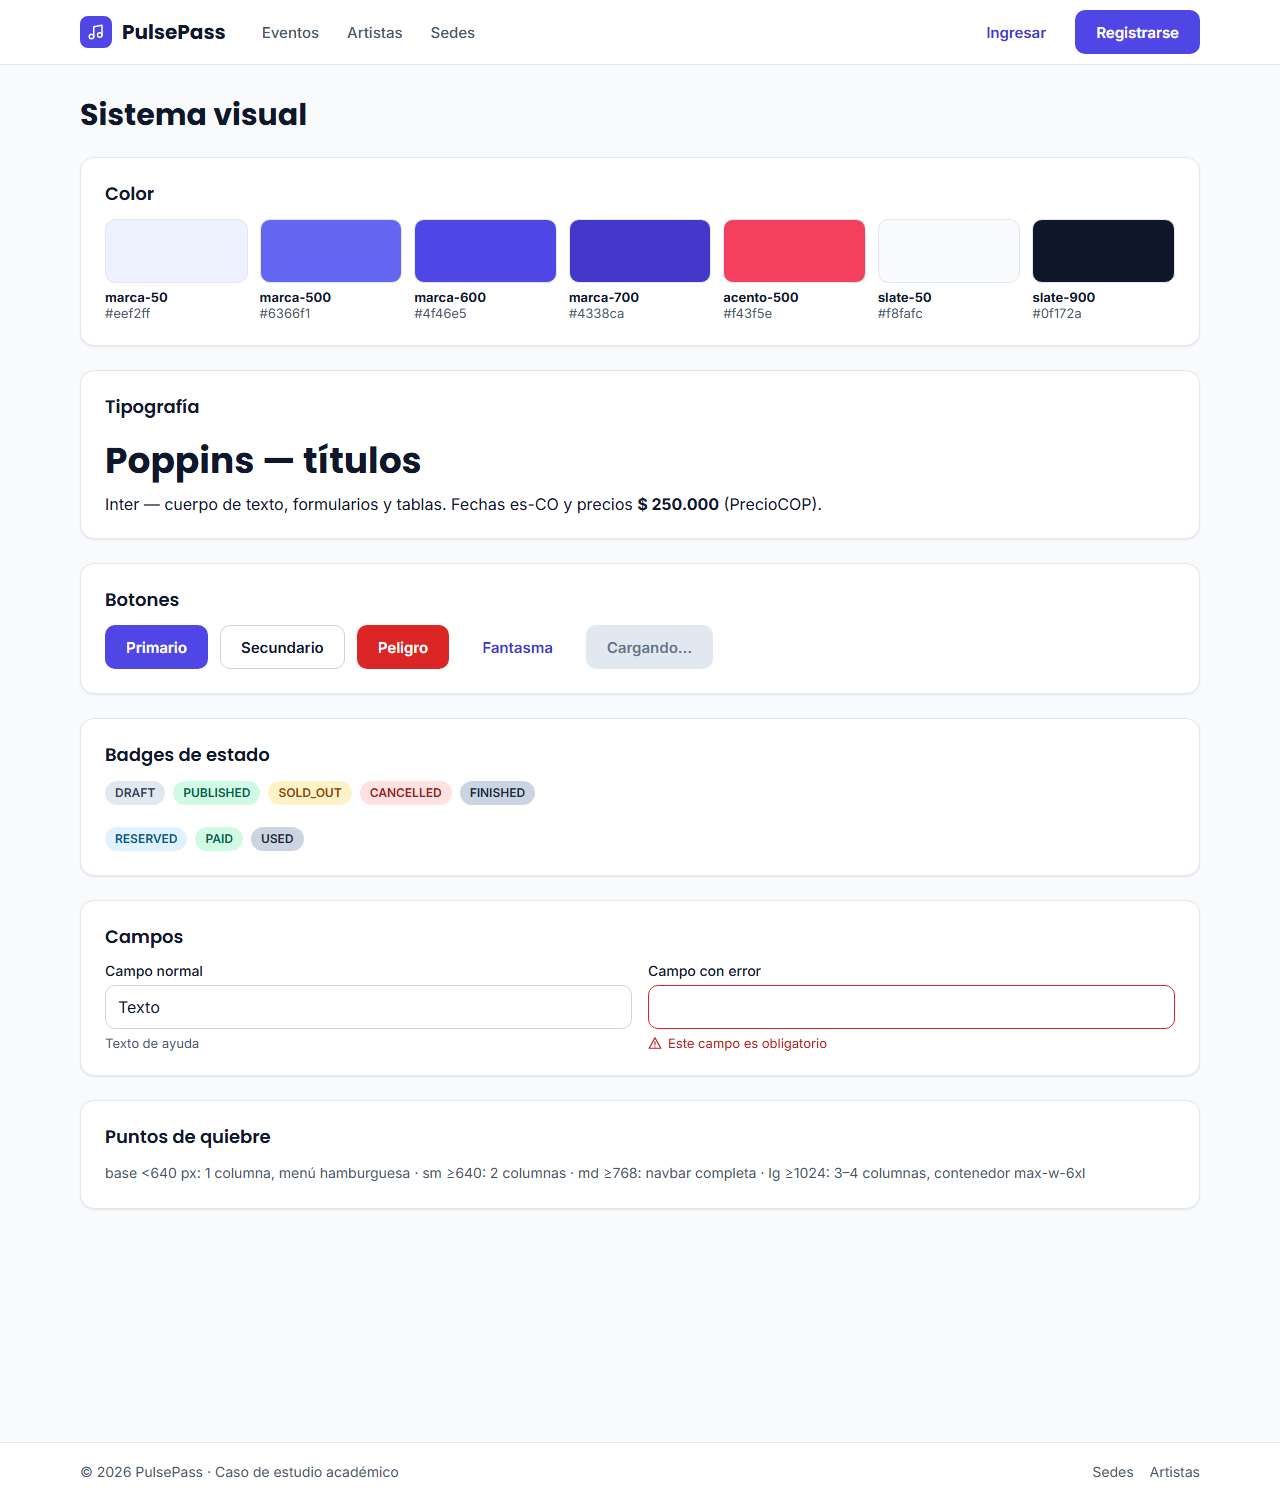 PulsePass Eventos Artistas Sedes Ingresar Registrarse
Sistema visual
Color
marca-50 marca-500 marca-600 marca-700 acento-500 slate-50 slate-900
#eef2ff #6366f1 #4f46e5 #4338ca #f43f5e #f8fafc #0f172a
Tipografía
Poppins — títulos
Inter — cuerpo de texto, formularios y tablas. Fechas es-CO y precios $ 250.000 (PrecioCOP).
Botones
Primario Secundario Peligro Fantasma Cargando...
Badges de estado
DRAFT PUBLISHED SOLD_OUT CANCELLED FINISHED
RESERVED PAID USED
Campos
Campo normal Campo con error
Texto
Texto de ayuda Este campo es obligatorio
Puntos de quiebre
base <640 px: 1 columna, menú hamburguesa · sm ≥640: 2 columnas · md ≥768: navbar completa · lg ≥1024: 3–4 columnas, contenedor max-w-6xl
© 2026 PulsePass · Caso de estudio académico Sedes Artistas